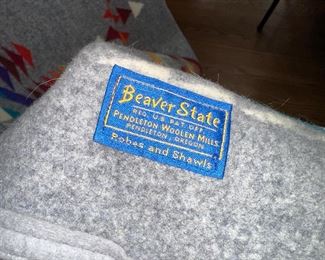 Beaver State
REG. U.S. PAT. OFF.
PENDLETON WOOLEN MILLS
PENDLETON, OREGON
Robes and Shawls